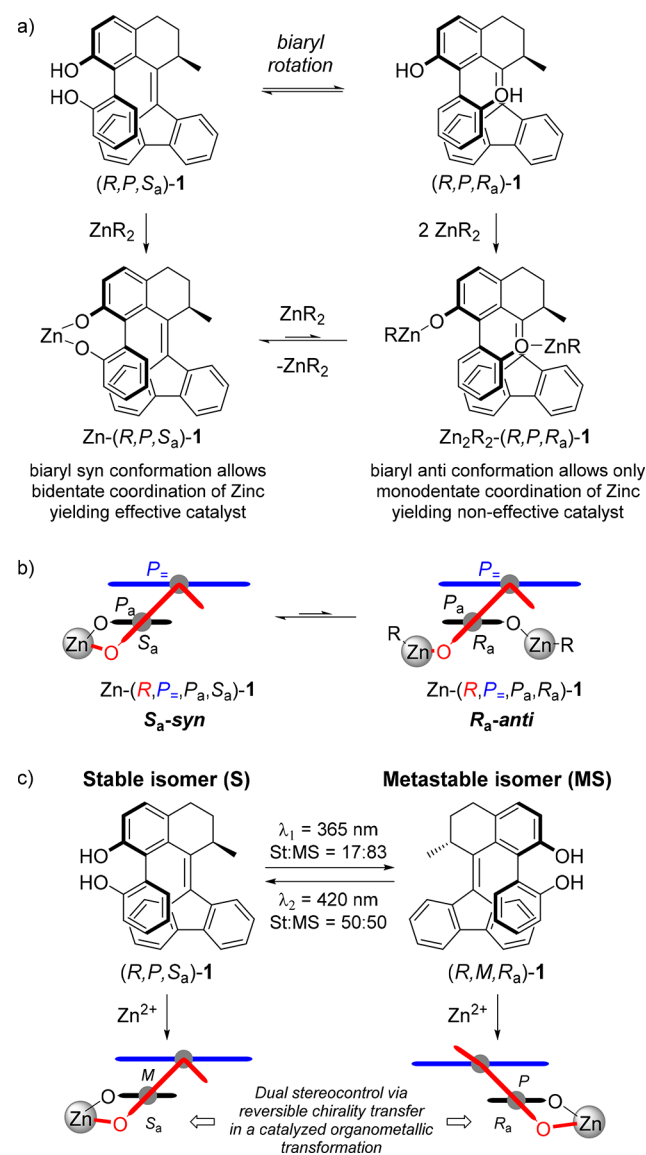 a)
biaryl
rotation
HO
HO
HO
OH
(R,P,Sa)-1
(R,P,Ra)-1
ZnR2
2 ZnR2
Zn
O
O
ZnR2
-ZnR2
RZn
O
O
ZnR
Zn-(R,P,Sa)-1
Zn2R2-(R,P,Ra)-1
biaryl syn conformation allows
bidentate coordination of Zinc
yielding effective catalyst
biaryl anti conformation allows only
monodentate coordination of Zinc
yielding non-effective catalyst
b)
P=
P=
Pa
Pa
O
Zn
O
Sa
R
Zn
O
Ra
O
Zn
R
Zn-(R,P=,Pa,Sa)-1
Zn-(R,P=,Pa,Ra)-1
Sa-syn
Ra-anti
c)
Stable isomer (S)
Metastable isomer (MS)
λ1 = 365 nm
St:MS = 17:83
λ2 = 420 nm
St:MS = 50:50
HO
HO
OH
OH
(R,P,Sa)-1
(R,M,Ra)-1
Zn2+
Zn2+
M
O
Zn
O
Sa
Dual stereocontrol via
reversible chirality transfer
in a catalyzed organometallic
transformation
P
O
Ra
O
Zn